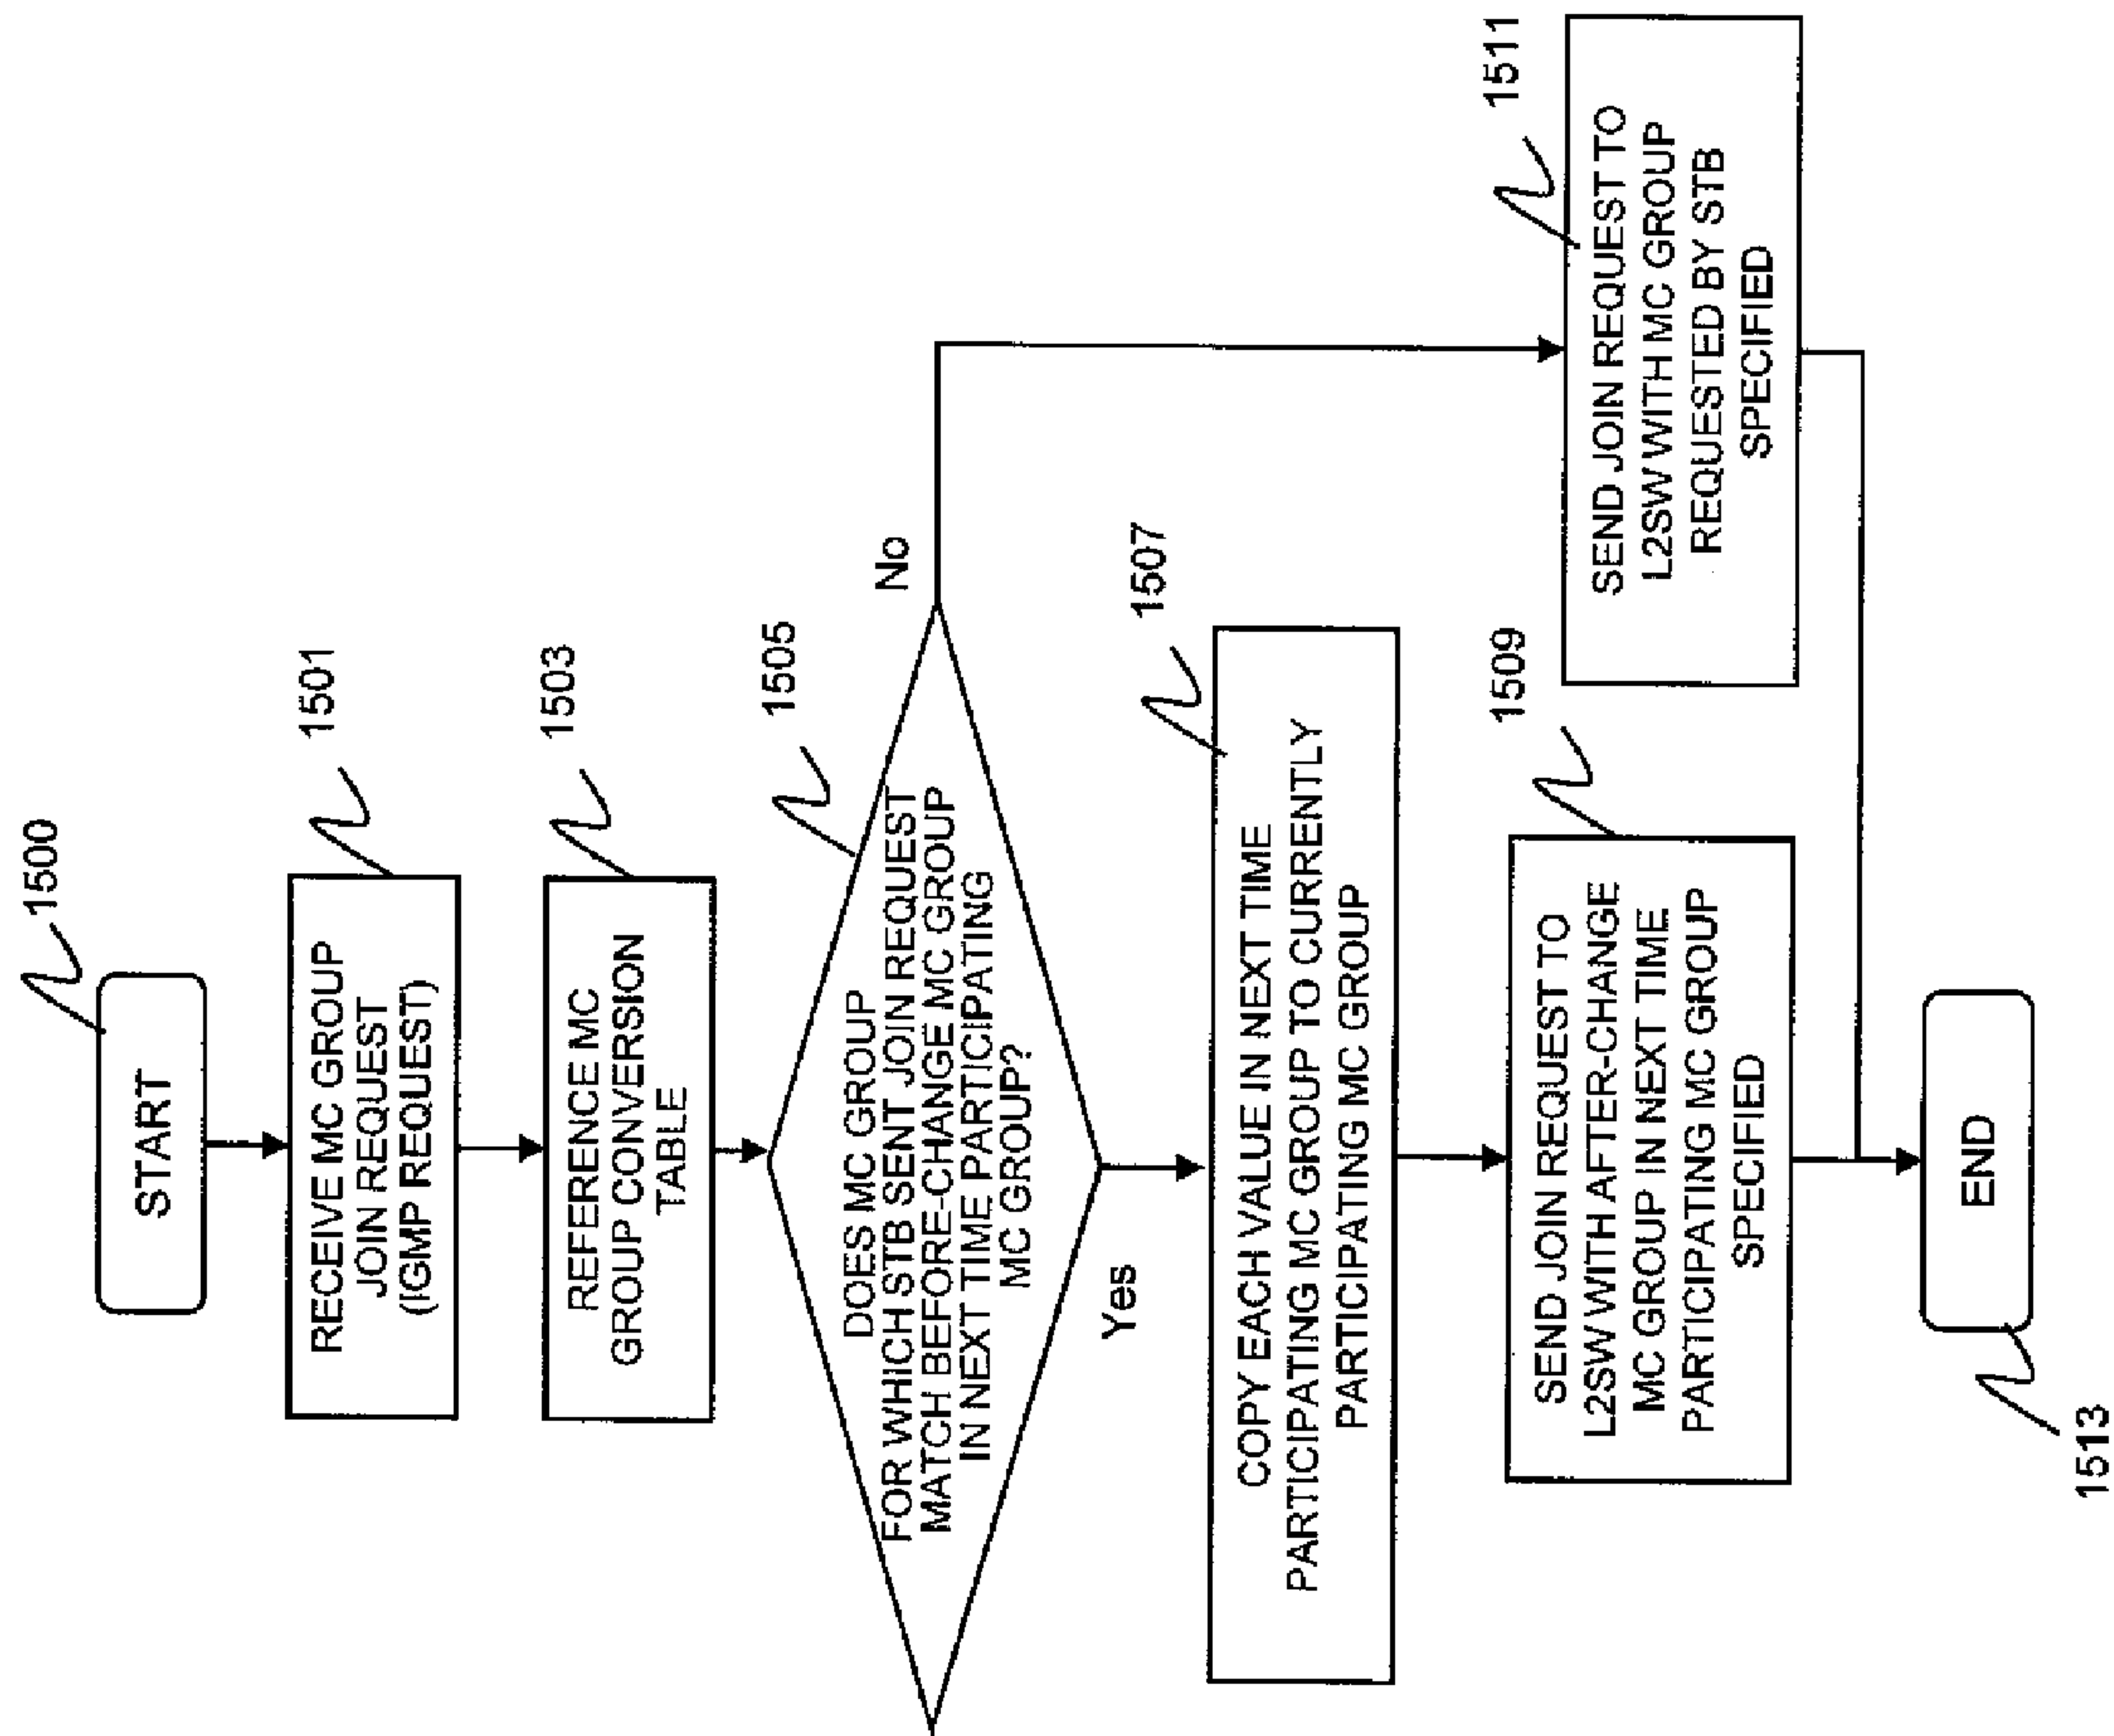 START
1500
RECEIVE MC GROUP
JOIN REQUEST
(IGMP REQUEST)
1501
REFERENCE MC
GROUP CONVERSION
TABLE
1503
DOES MC GROUP
FOR WHICH STB SENT JOIN REQUEST
MATCH BEFORE-CHANGE MC GROUP
IN NEXT TIME PARTICIPATING
MC GROUP?
1505
No
Yes
COPY EACH VALUE IN NEXT TIME
PARTICIPATING MC GROUP TO CURRENTLY
PARTICIPATING MC GROUP
1507
SEND JOIN REQUEST TO
L2SW WITH AFTER-CHANGE
MC GROUP IN NEXT TIME
PARTICIPATING MC GROUP
SPECIFIED
1509
SEND JOIN REQUEST TO
L2SW WITH MC GROUP
REQUESTED BY STB
SPECIFIED
1511
END
1513